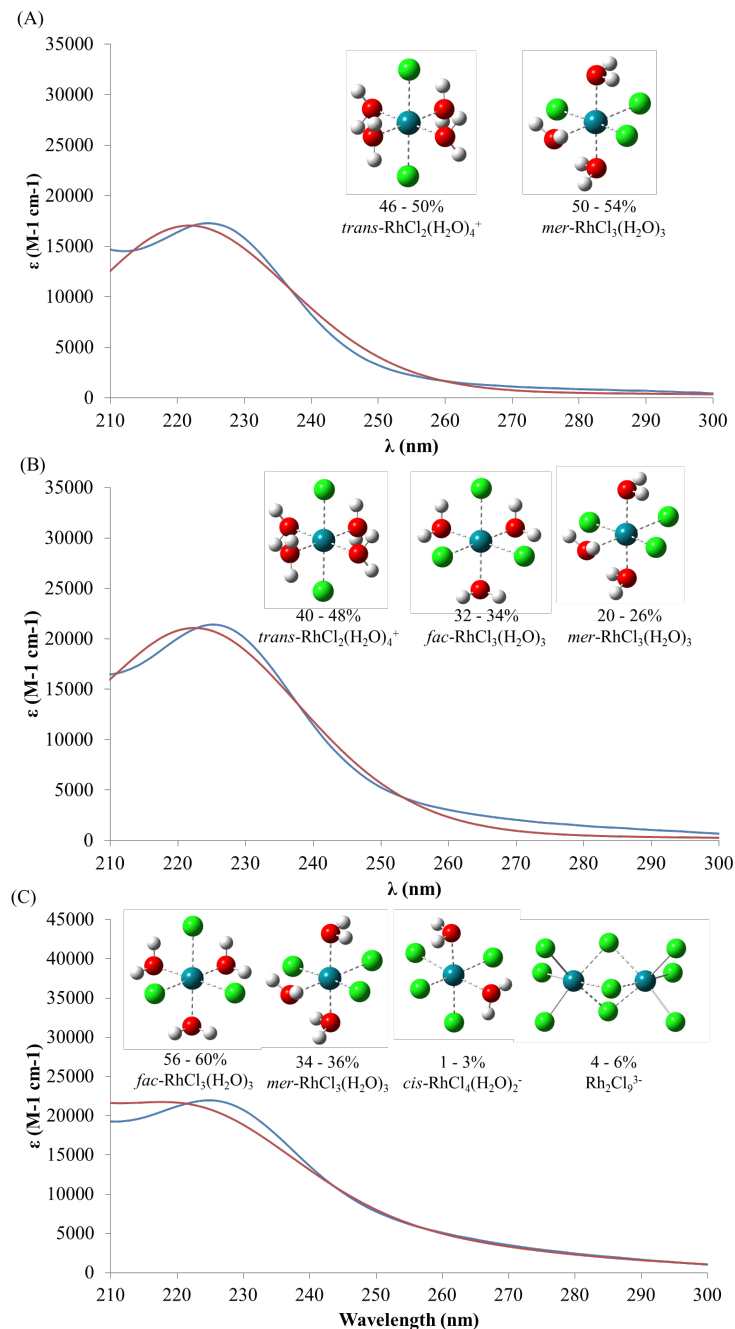 (A)
35000
30000
25000
20000
15000
10000
5000
0
ε (M-1 cm-1)
46 - 50%
trans-RhCl₂(H₂O)₄⁺
50 - 54%
mer-RhCl₃(H₂O)₃
210 220 230 240 250 260 270 280 290 300
λ (nm)
(B)
35000
30000
25000
20000
15000
10000
5000
0
ε (M-1 cm-1)
40 - 48%
trans-RhCl₂(H₂O)₄⁺
32 - 34%
fac-RhCl₃(H₂O)₃
20 - 26%
mer-RhCl₃(H₂O)₃
210 220 230 240 250 260 270 280 290 300
λ (nm)
(C)
45000
40000
35000
30000
25000
20000
15000
10000
5000
0
ε (M-1 cm-1)
56 - 60%
fac-RhCl₃(H₂O)₃
34 - 36%
mer-RhCl₃(H₂O)₃
1 - 3%
cis-RhCl₄(H₂O)₂⁻
4 - 6%
Rh₂Cl₉³⁻
210 220 230 240 250 260 270 280 290 300
Wavelength (nm)